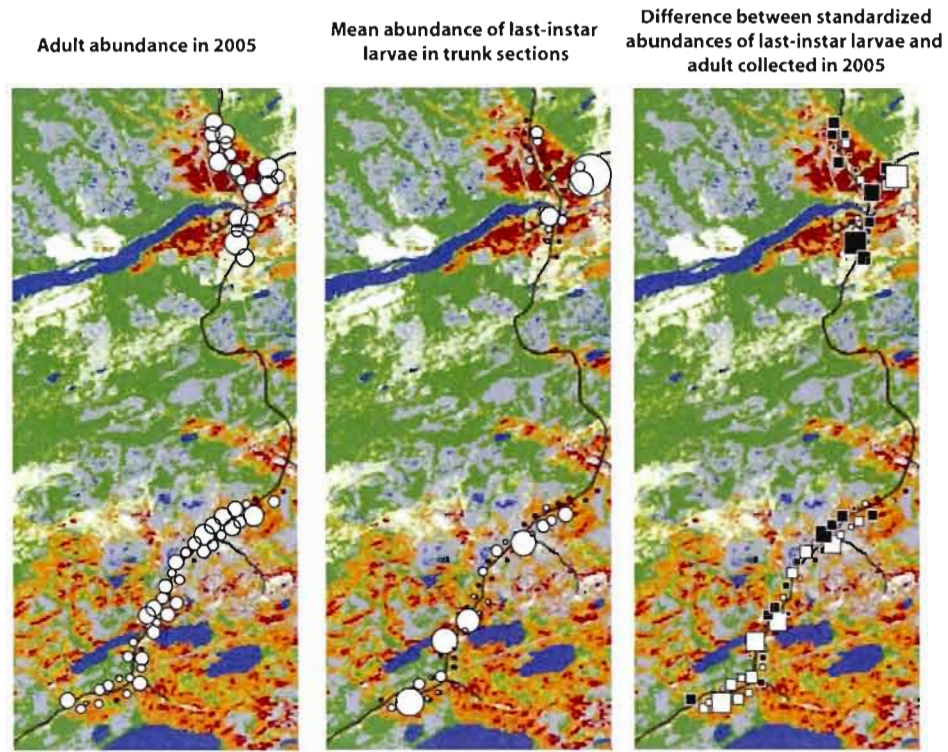 Adult abundance in 2005
Mean abundance of last-instar
larvae in trunk sections
Difference between standardized
abundances of last-instar larvae and
adult collected in 2005